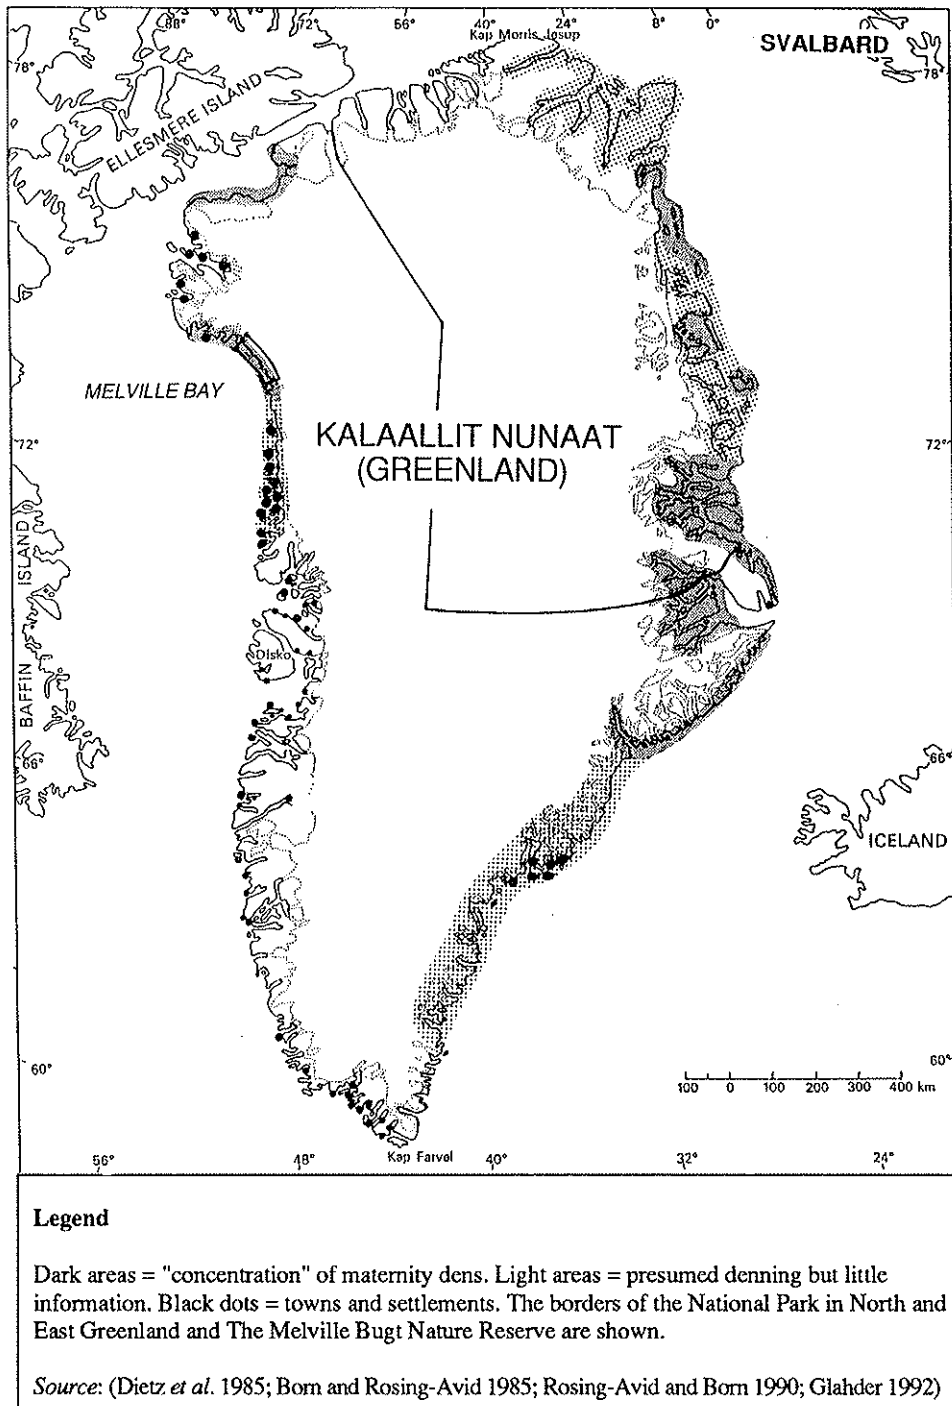 88° 72° 66° 40° 24° 8° 0°
Kap Morris Jesup
SVALBARD
78° 78°
ELLESMERE ISLAND
MELVILLE BAY
KALAALLIT NUNAAT
(GREENLAND)
72° 72°
BAFFIN ISLAND
Disko
66° 66°
ICELAND
60° 60°
100 0 100 200 300 400 km
Kap Farvel
56° 48° 40° 32° 24°
Legend
Dark areas = "concentration" of maternity dens. Light areas = presumed denning but little
information. Black dots = towns and settlements. The borders of the National Park in North and
East Greenland and The Melville Bugt Nature Reserve are shown.
Source: (Dietz et al. 1985; Born and Rosing-Avid 1985; Rosing-Avid and Born 1990; Glahder 1992)